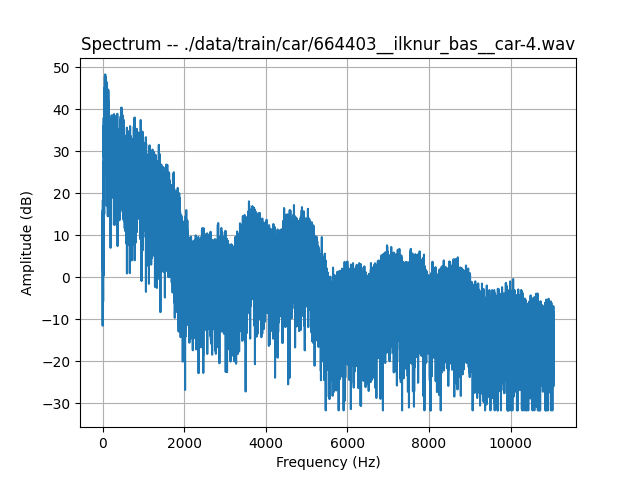 Spectrum -- ./data/train/car/664403__ilknur_bas__car-4.wav
50
40
30
20
10
0
−10
−20
−30
Amplitude (dB)
0 2000 4000 6000 8000 10000
Frequency (Hz)